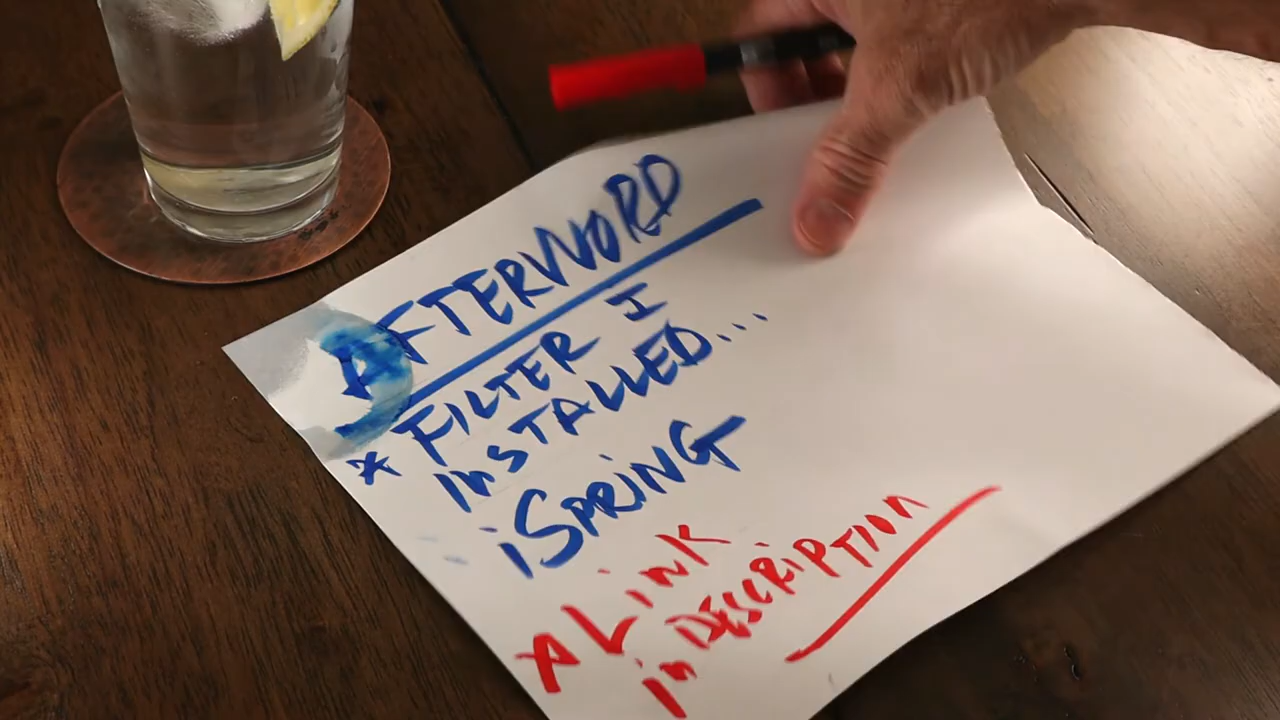 AFTERWORD
* FILTER I
INSTALLED...
iSPRING
* LINK
in DESCRIPTION